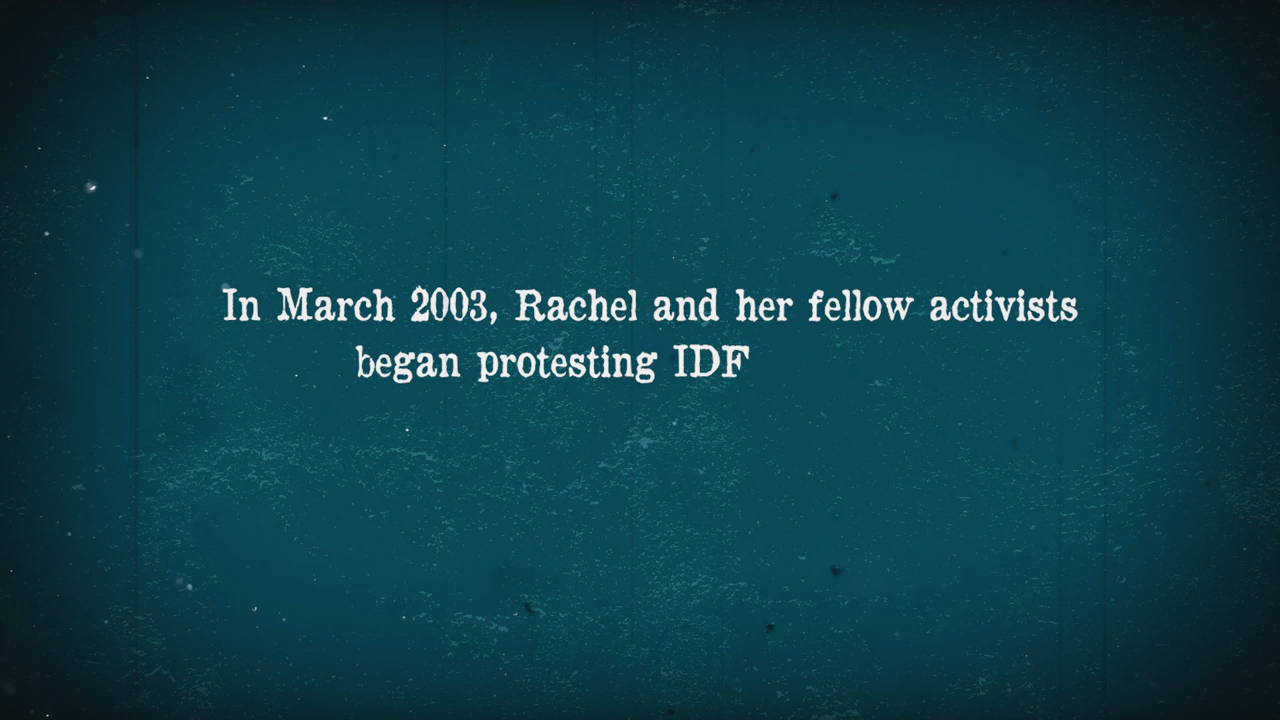 In March 2003, Rachel and her fellow activists
began protesting IDF